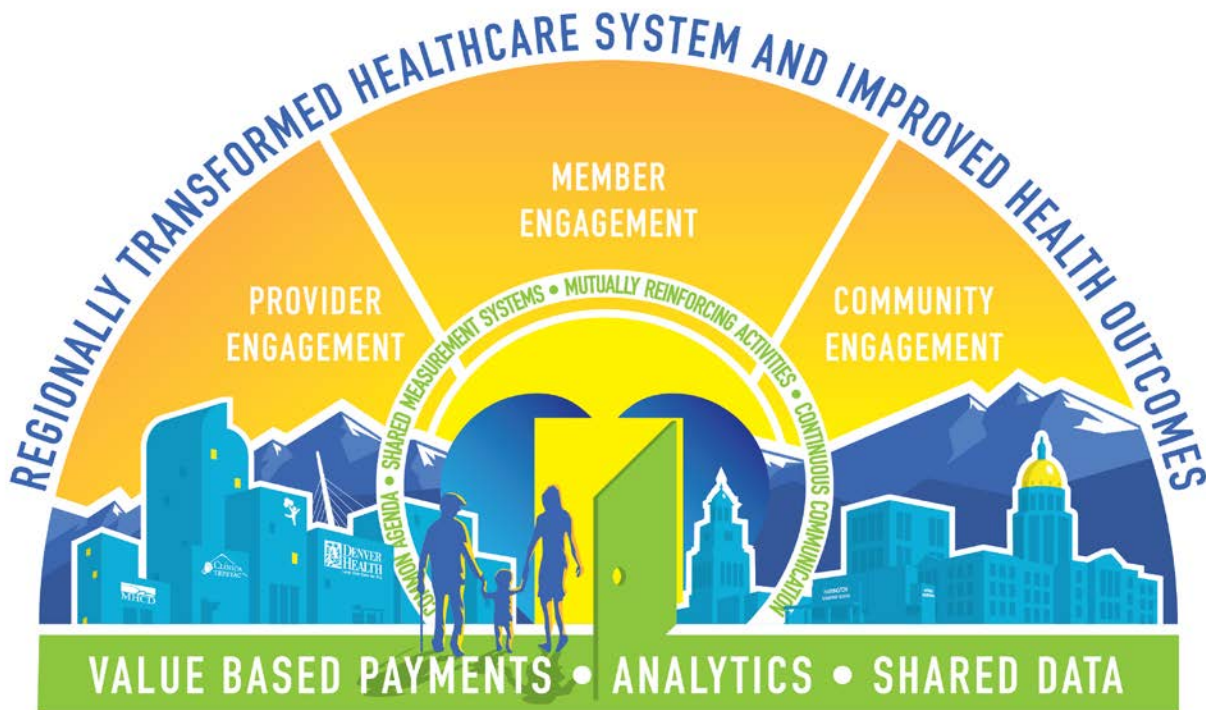 REGIONALLY TRANSFORMED HEALTHCARE SYSTEM AND IMPROVED HEALTH OUTCOMES
MEMBER
ENGAGEMENT
PROVIDER
ENGAGEMENT
COMMUNITY
ENGAGEMENT
COMMON AGENDA • SHARED MEASUREMENT SYSTEMS • MUTUALLY REINFORCING ACTIVITIES • CONTINUOUS COMMUNICATION
MHCD
CLINICA
DENVER
HEALTH
VALUE BASED PAYMENTS • ANALYTICS • SHARED DATA